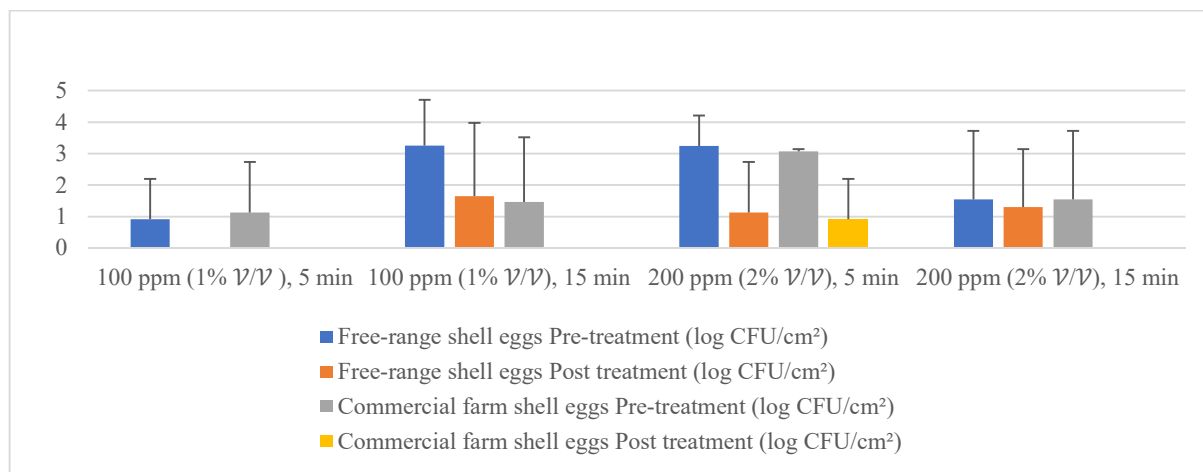 5
4
3
2
1
0
100 ppm (1% 𝒱/𝒱 ), 5 min 100 ppm (1% 𝒱/𝒱), 15 min 200 ppm (2% 𝒱/𝒱), 5 min 200 ppm (2% 𝒱/𝒱), 15 min
Free-range shell eggs Pre-treatment (log CFU/cm²)
Free-range shell eggs Post treatment (log CFU/cm²)
Commercial farm shell eggs Pre-treatment (log CFU/cm²)
Commercial farm shell eggs Post treatment (log CFU/cm²)